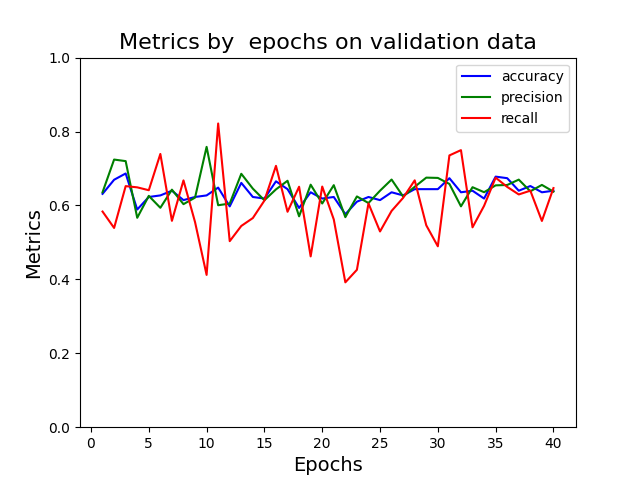 Metrics by  epochs on validation data
1.0
0.8
0.6
0.4
0.2
0.0
Metrics
accuracy
precision
recall
0 5 10 15 20 25 30 35 40
Epochs